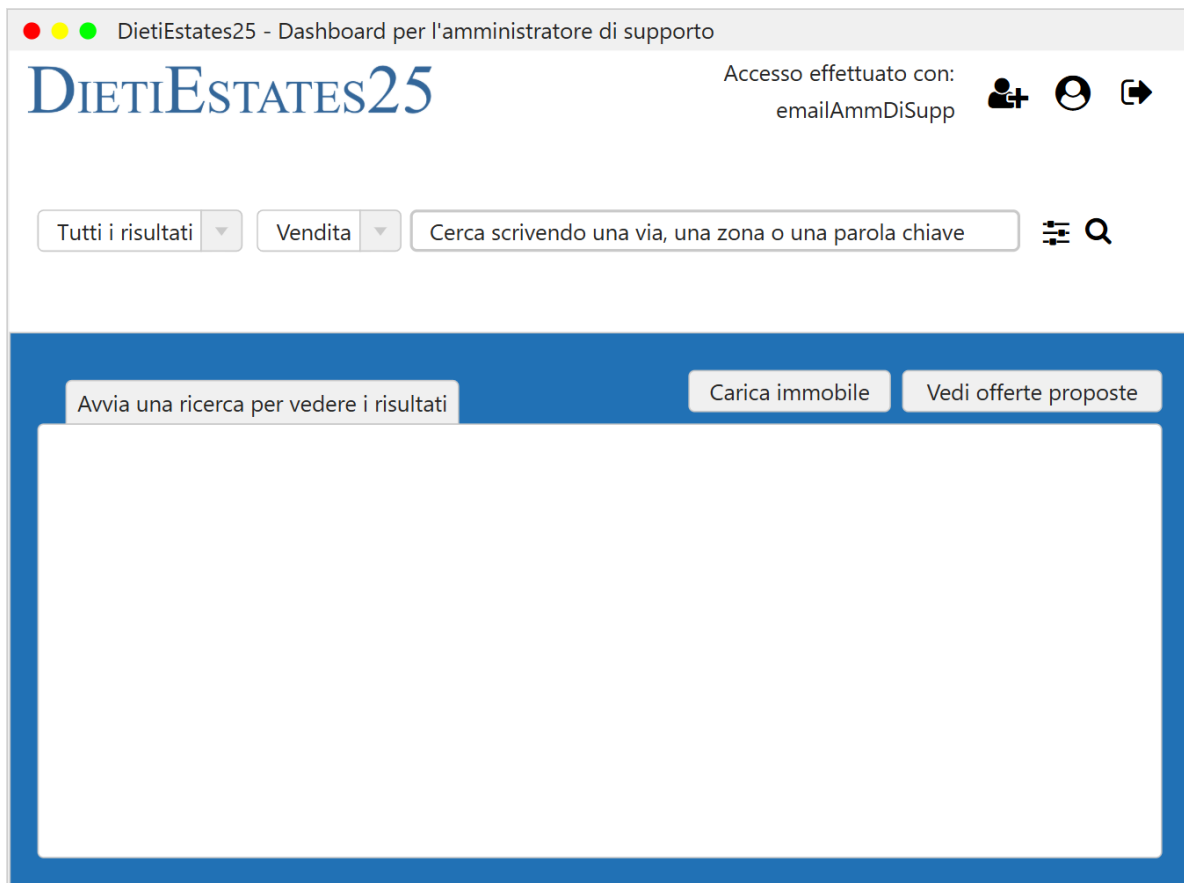 DietiEstates25 - Dashboard per l'amministratore di supporto
DIETIESTATES25
Accesso effettuato con:
emailAmmDiSupp
Tutti i risultati
Vendita
Cerca scrivendo una via, una zona o una parola chiave
Avvia una ricerca per vedere i risultati
Carica immobile
Vedi offerte proposte